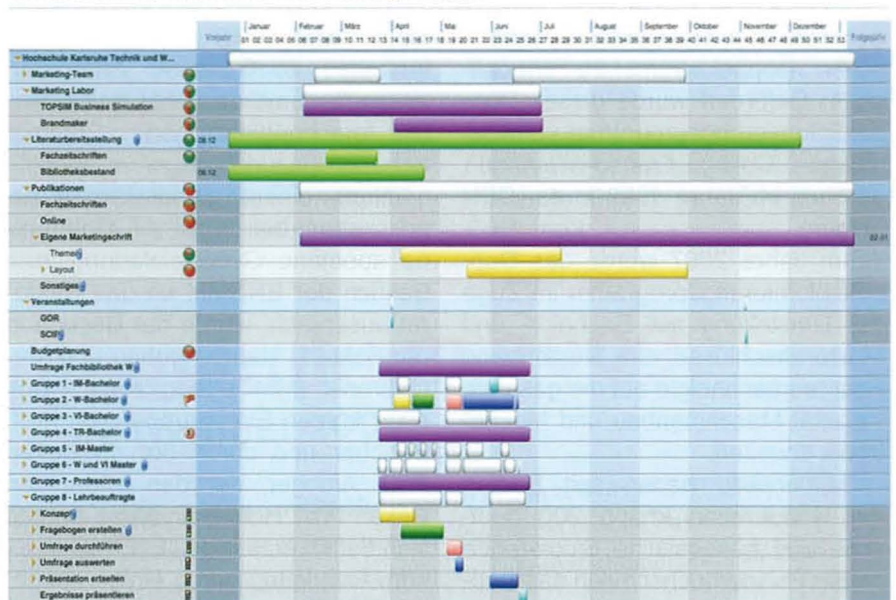 Januar Februar März April Mai Juni Juli August September Oktober November Dezember
Vorjahr 01 02 03 04 05 06 07 08 09 10 11 12 13 14 15 16 17 18 19 20 21 22 23 24 25 26 27 28 29 30 31 32 33 34 35 36 37 38 39 40 41 42 43 44 45 46 47 48 49 50 51 52 53 Folgejahr
Hochschule Karlsruhe Technik und W...
Marketing-Team
Marketing Labor
TOPSIM Business Simulation
Brandmaker
Literaturbereitstellung 08.12
Fachzeitschriften
Bibliotheksbestand 06.12
Publikationen
Fachzeitschriften
Online
Eigene Marketingschrift
Themen
Layout
Sonstiges
Veranstaltungen
GOR
SCIP
Budgetplanung
Umfrage Fachbibliothek W
Gruppe 1 - IM-Bachelor
Gruppe 2 - W-Bachelor
Gruppe 3 - VI-Bachelor
Gruppe 4 - TR-Bachelor
Gruppe 5 - IM-Master
Gruppe 6 - W und VI Master
Gruppe 7 - Professoren
Gruppe 8 - Lehrbeauftragte
Konzept
Fragebogen erstellen
Umfrage durchführen
Umfrage auswerten
Präsentation ertsellen
Ergebnisse präsentieren